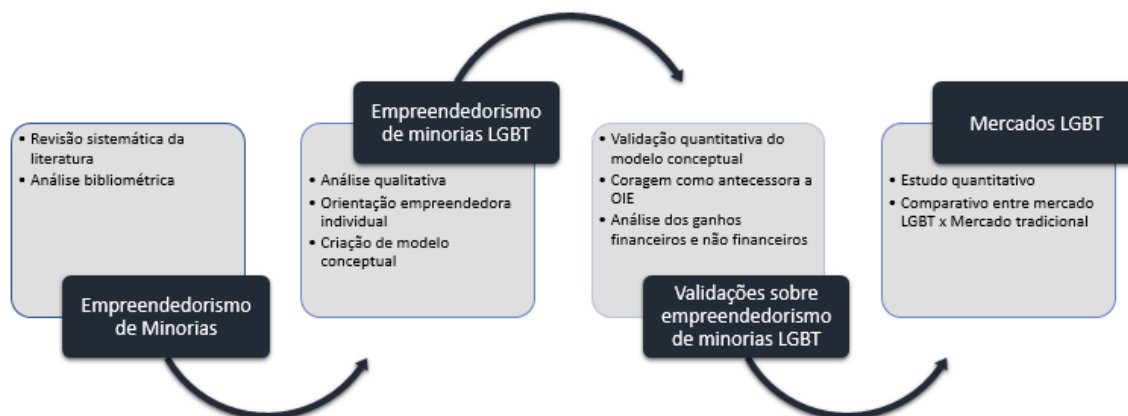 • Revisão sistemática da
literatura
• Análise bibliométrica
Empreendedorismo
de Minorias
Empreendedorismo
de minorias LGBT
• Análise qualitativa
• Orientação empreendedora
individual
• Criação de modelo
conceptual
• Validação quantitativa do
modelo conceptual
• Coragem como antecessora a
OIE
• Análise dos ganhos
financeiros e não financeiros
Validações sobre
empreendedorismo
de minorias LGBT
Mercados LGBT
• Estudo quantitativo
• Comparativo entre mercado
LGBT x Mercado tradicional